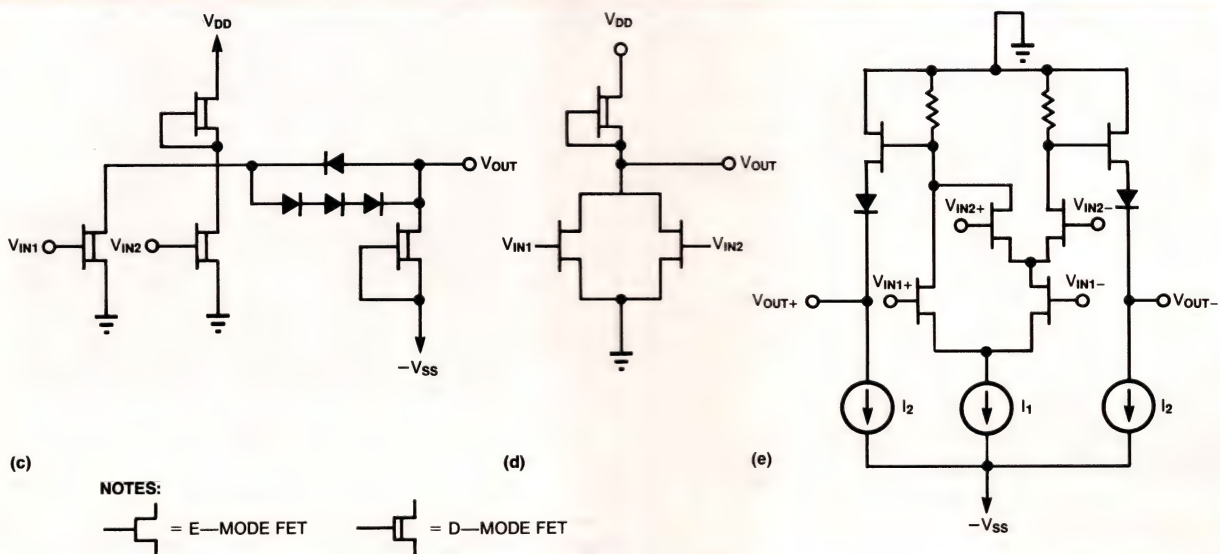 VDD
VOUT
VIN1
VIN2
−VSS
(c)
VDD
VOUT
VIN1
VIN2
(d)
VIN2+
VIN2−
VIN1+
VIN1−
VOUT+
VOUT−
I2
I1
I2
−VSS
(e)
NOTES:
= E—MODE FET
= D—MODE FET